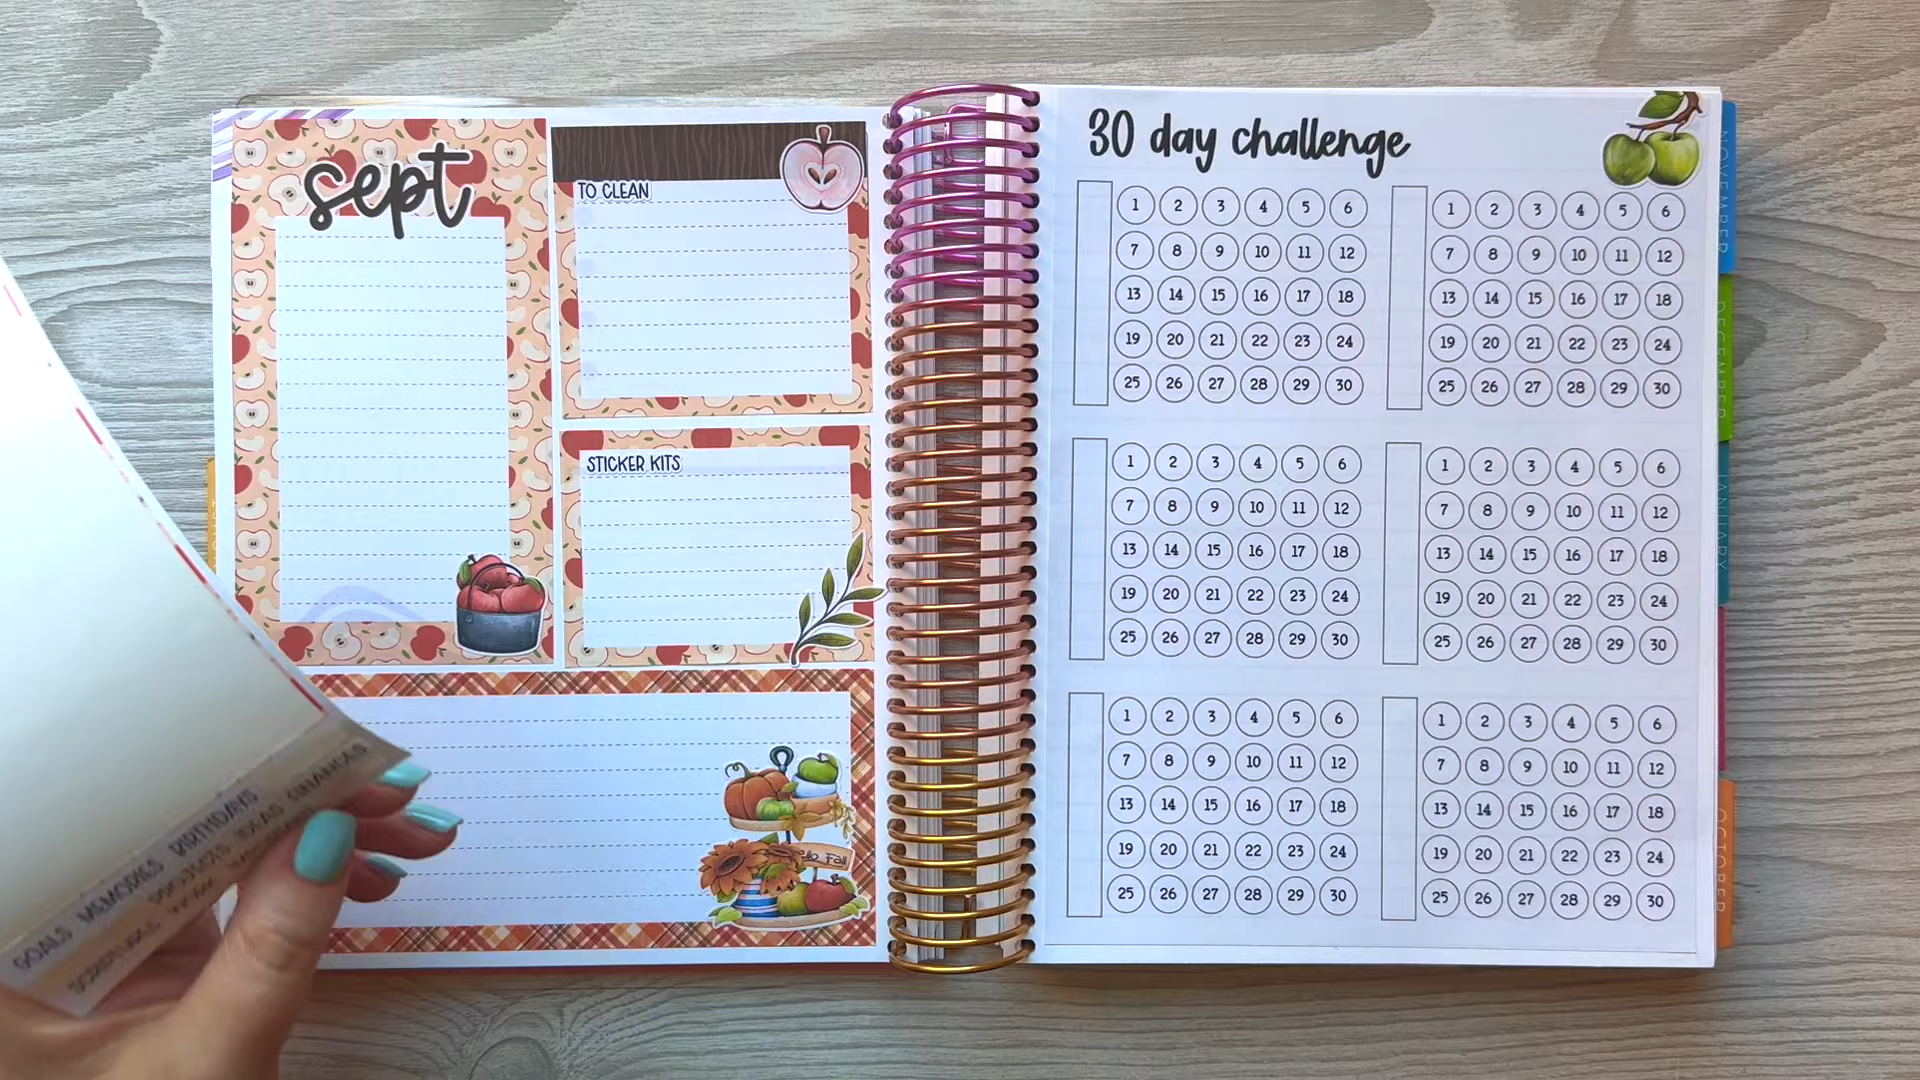 sept
TO CLEAN
STICKER KITS
llo Fall
GOALS MEMORIES BIRTHDAYS
FINANCES
IDEAS
30 day challenge
1 2 3 4 5 6
7 8 9 10 11 12
13 14 15 16 17 18
19 20 21 22 23 24
25 26 27 28 29 30
1 2 3 4 5 6
7 8 9 10 11 12
13 14 15 16 17 18
19 20 21 22 23 24
25 26 27 28 29 30
1 2 3 4 5 6
7 8 9 10 11 12
13 14 15 16 17 18
19 20 21 22 23 24
25 26 27 28 29 30
1 2 3 4 5 6
7 8 9 10 11 12
13 14 15 16 17 18
19 20 21 22 23 24
25 26 27 28 29 30
1 2 3 4 5 6
7 8 9 10 11 12
13 14 15 16 17 18
19 20 21 22 23 24
25 26 27 28 29 30
1 2 3 4 5 6
7 8 9 10 11 12
13 14 15 16 17 18
19 20 21 22 23 24
25 26 27 28 29 30
NOVEMBER
DECEMBER
JANUARY
OCTOBER